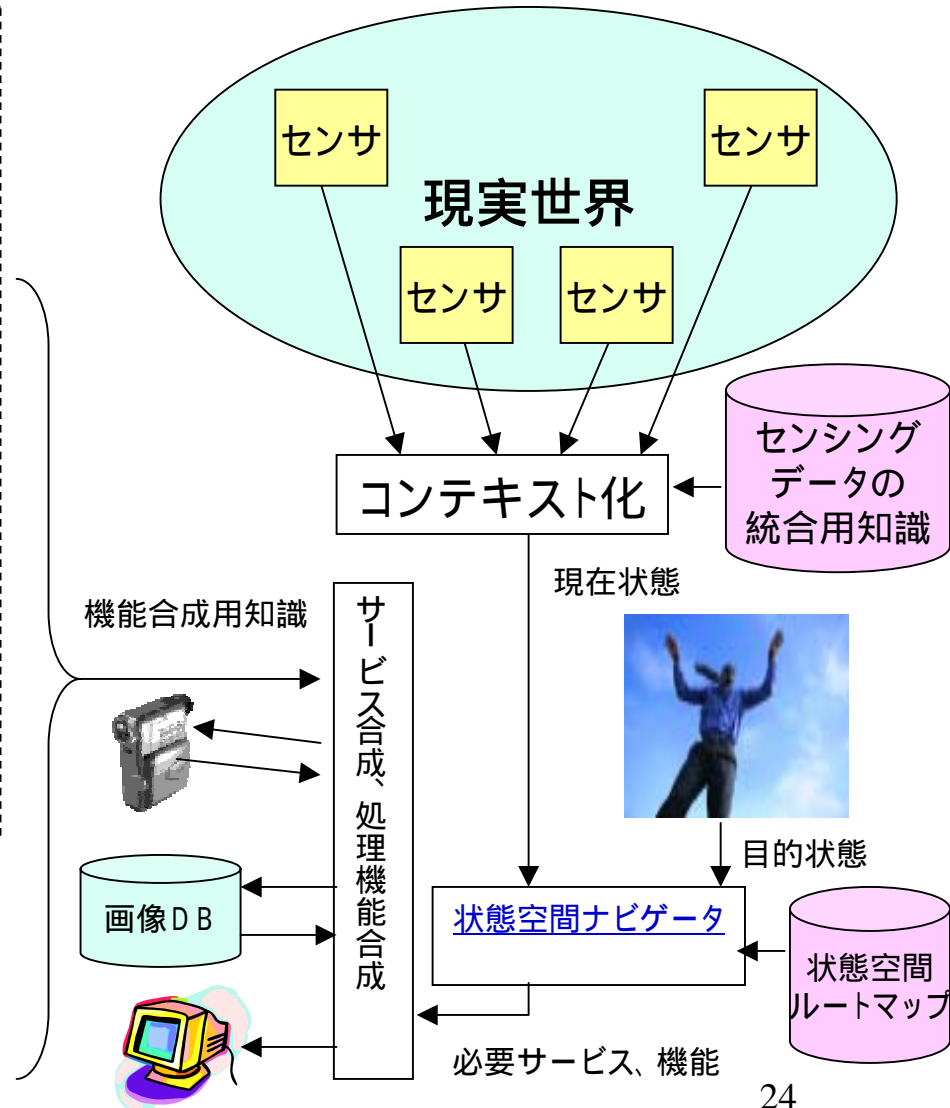 センサ
センサ
現実世界
センサ
センサ
センシング
データの
統合用知識
コンテキスト化
現在状態
機能合成用知識
サービス合成、処理機能合成
目的状態
画像DB
状態空間ナビゲータ
状態空間
ルートマップ
必要サービス、機能
24